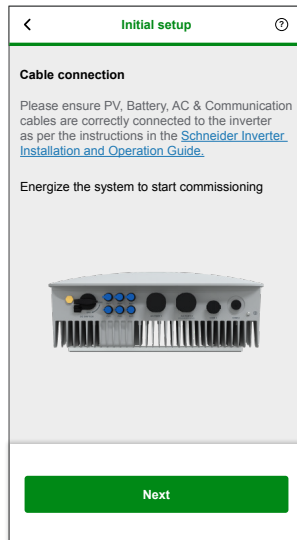 Initial setup
Cable connection
Please ensure PV, Battery, AC & Communication
cables are correctly connected to the inverter
as per the instructions in the Schneider Inverter
Installation and Operation Guide.
Energize the system to start commissioning
Next